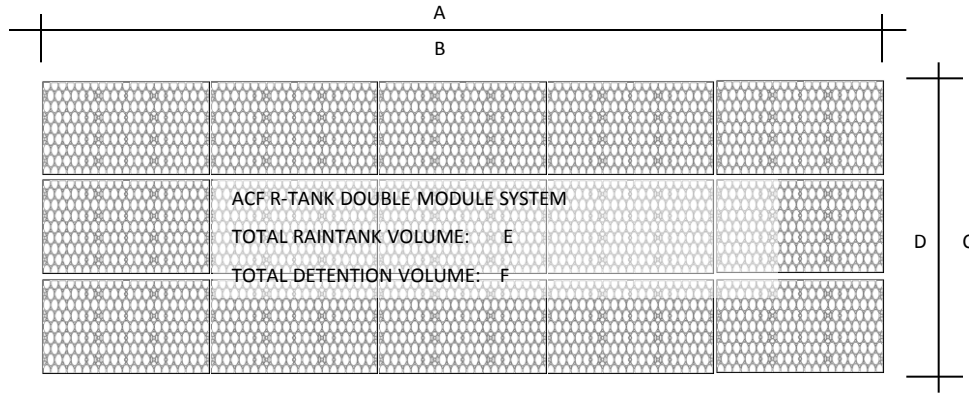 A
B
ACF R-TANK DOUBLE MODULE SYSTEM
TOTAL RAINTANK VOLUME: E
TOTAL DETENTION VOLUME: F
D